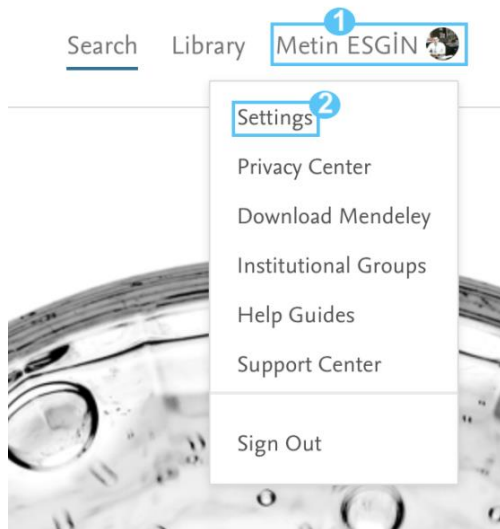 Search Library Metin ESGİN
1
Settings
2
Privacy Center
Download Mendeley
Institutional Groups
Help Guides
Support Center
Sign Out